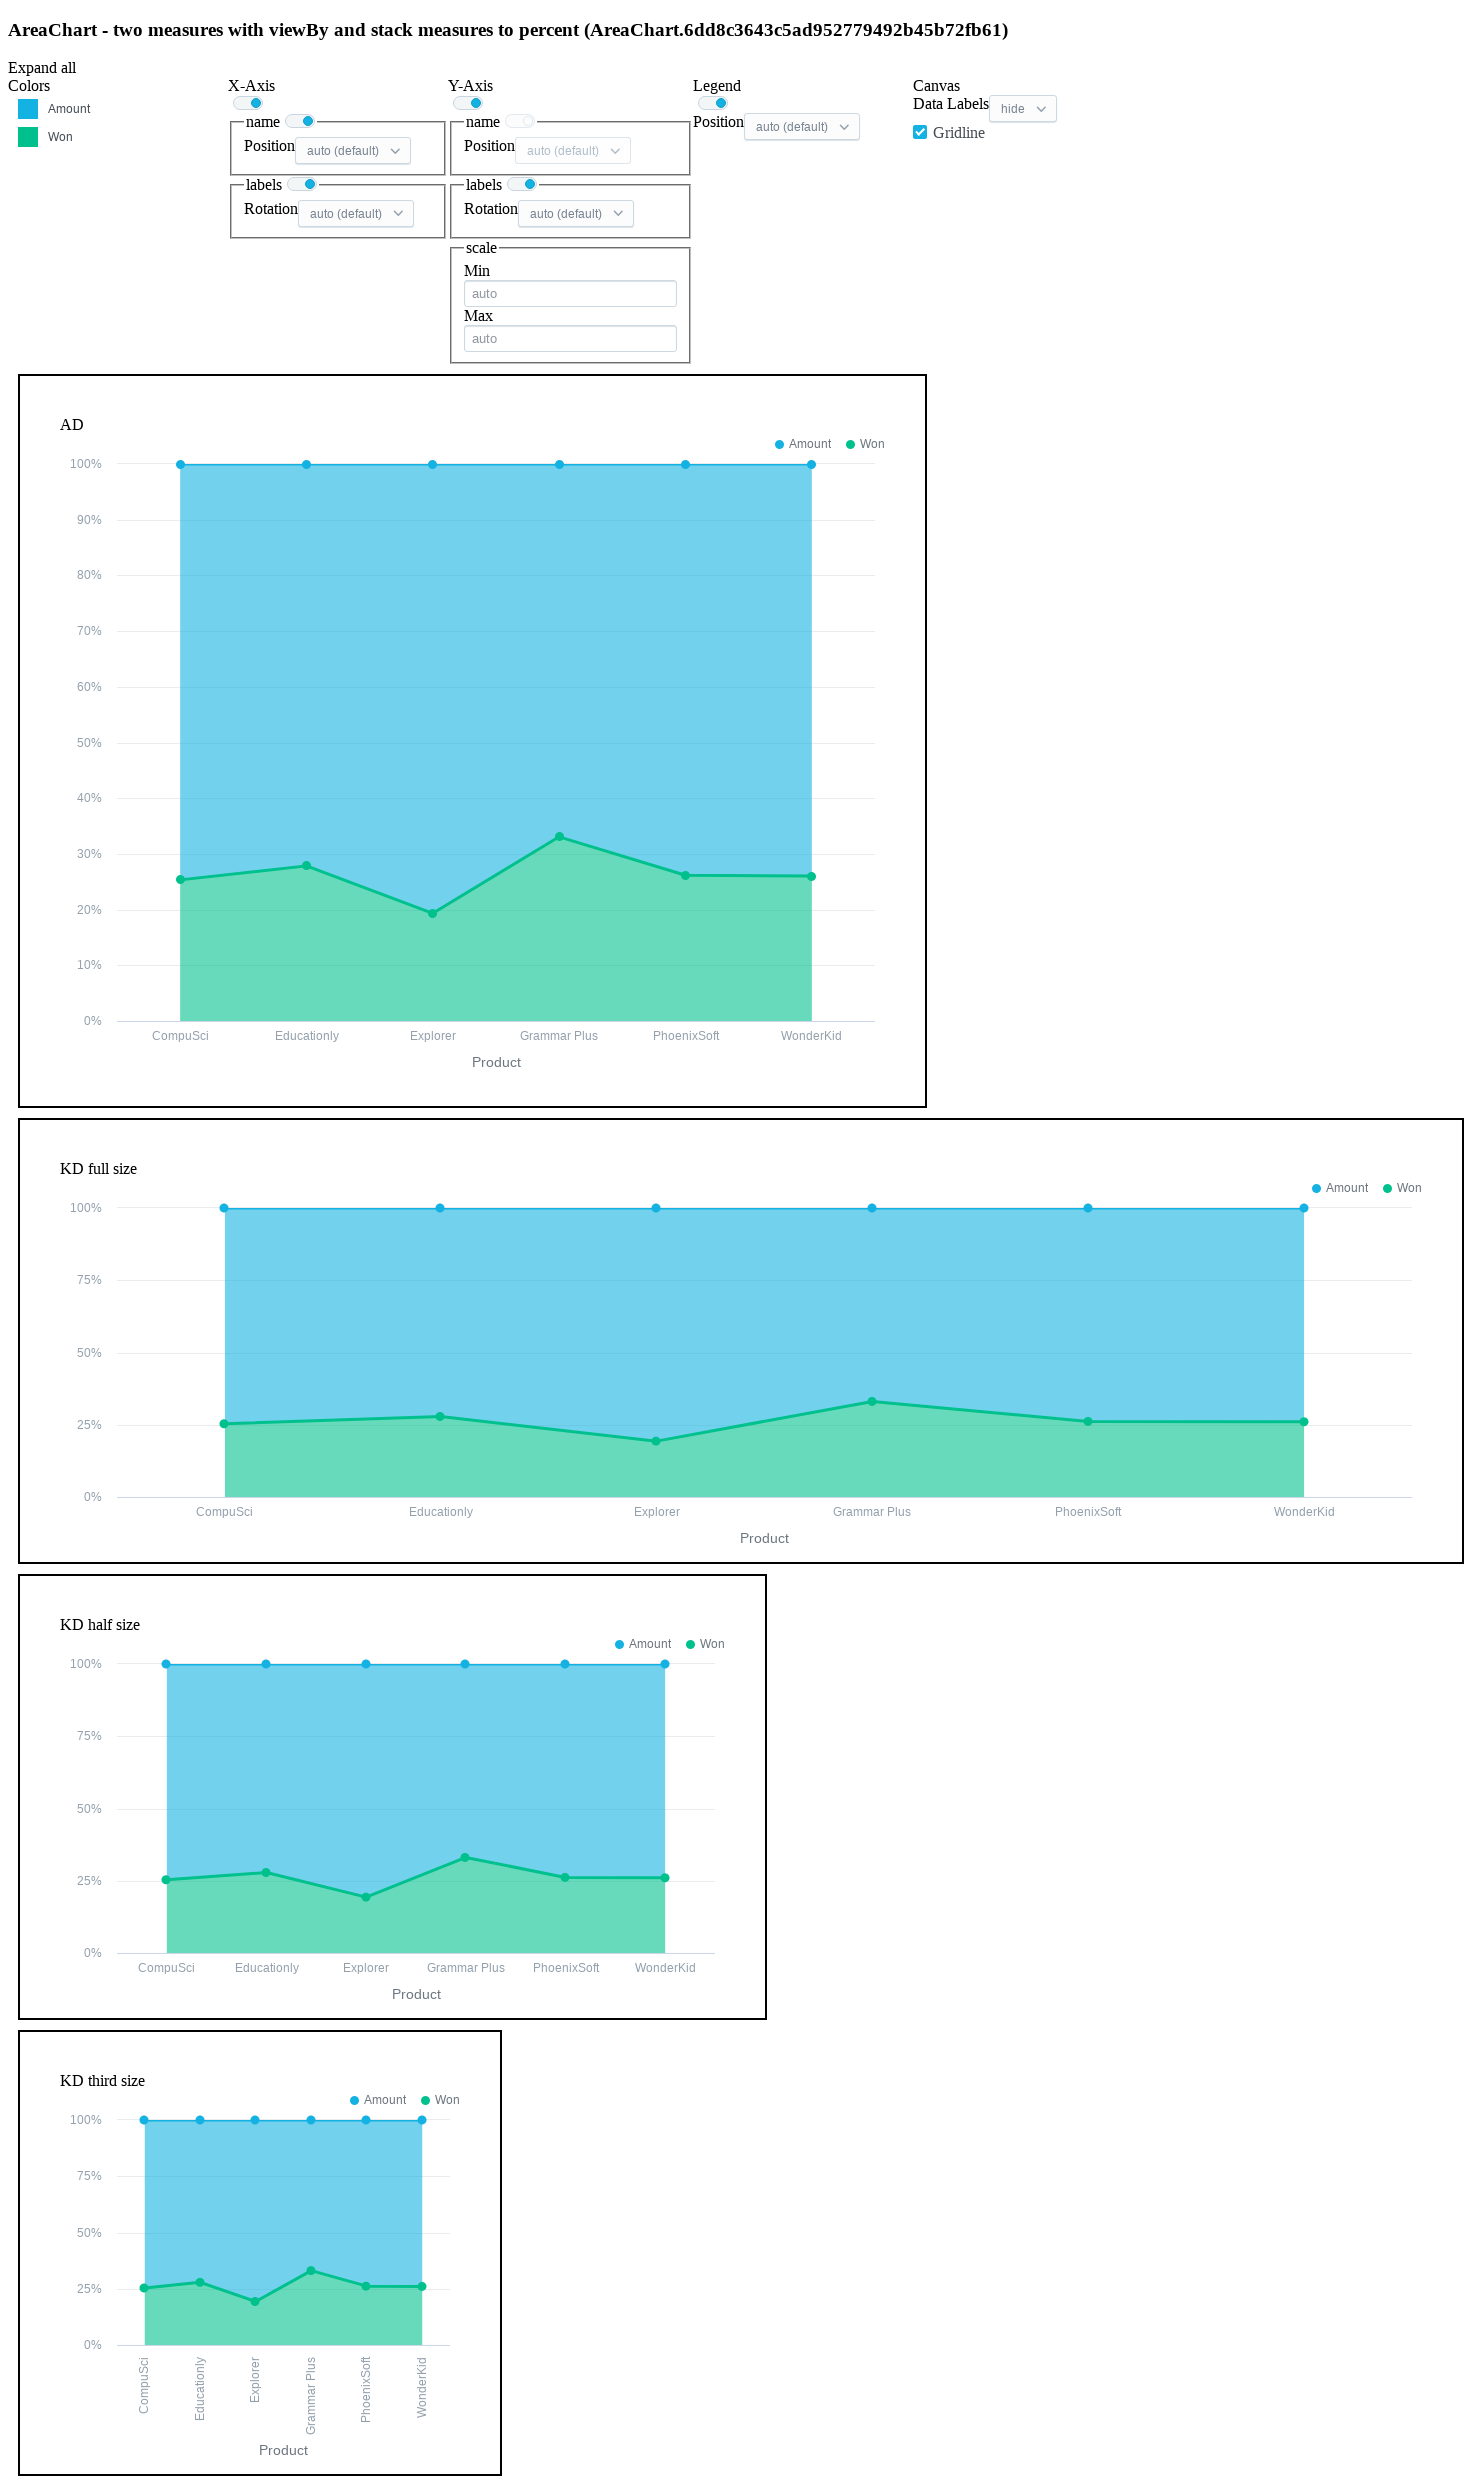 AreaChart - two measures with viewBy and stack measures to percent (AreaChart.6dd8c3643c5ad952779492b45b72fb61)
Expand all
Colors
Amount
Won
X-Axis
name
Position auto (default)
labels
Rotation auto (default)
Y-Axis
name
Position auto (default)
labels
Rotation auto (default)
scale
Min
auto
Max
auto
Legend
Position auto (default)
Canvas
Data Labels hide
Gridline
AD
Amount Won
100%
90%
80%
70%
60%
50%
40%
30%
20%
10%
0%
CompuSci Educationly Explorer Grammar Plus PhoenixSoft WonderKid
Product
KD full size
Amount Won
100%
75%
50%
25%
0%
CompuSci Educationly Explorer Grammar Plus PhoenixSoft WonderKid
Product
KD half size
Amount Won
100%
75%
50%
25%
0%
CompuSci Educationly Explorer Grammar Plus PhoenixSoft WonderKid
Product
KD third size
Amount Won
100%
75%
50%
25%
0%
CompuSci
Educationly
Explorer
Grammar Plus
PhoenixSoft
WonderKid
Product